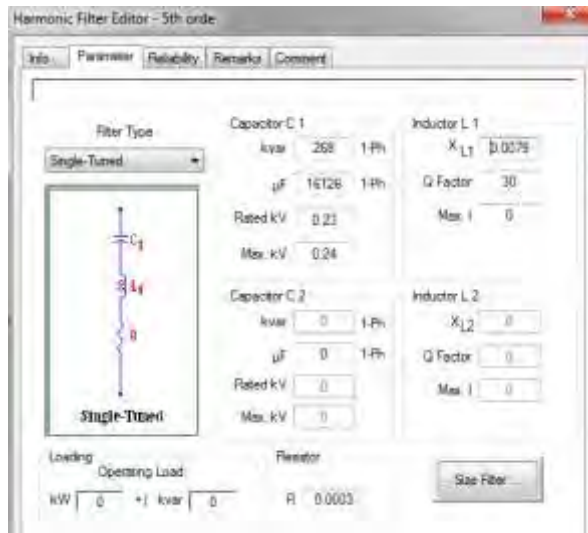 Harmonic Filter Editor - 5th orde
Info Parameter Reliability Remarks Comment
Filter Type
Single-Tuned
C1
L1
R
Single-Tuned
Capacitor C 1
kvar 268 1-Ph
µF 16126 1-Ph
Rated kV 0.23
Max. kV 0.24
Inductor L 1
XL1 0.0079
Q Factor 30
Max. I 0
Capacitor C 2
kvar 0 1-Ph
µF 0 1-Ph
Rated kV 0
Max. kV 0
Inductor L 2
XL2 0
Q Factor 0
Max. I 0
Loading
Operating Load
kW 0 +j kvar 0
Resistor
R 0.0003
Size Filter ...